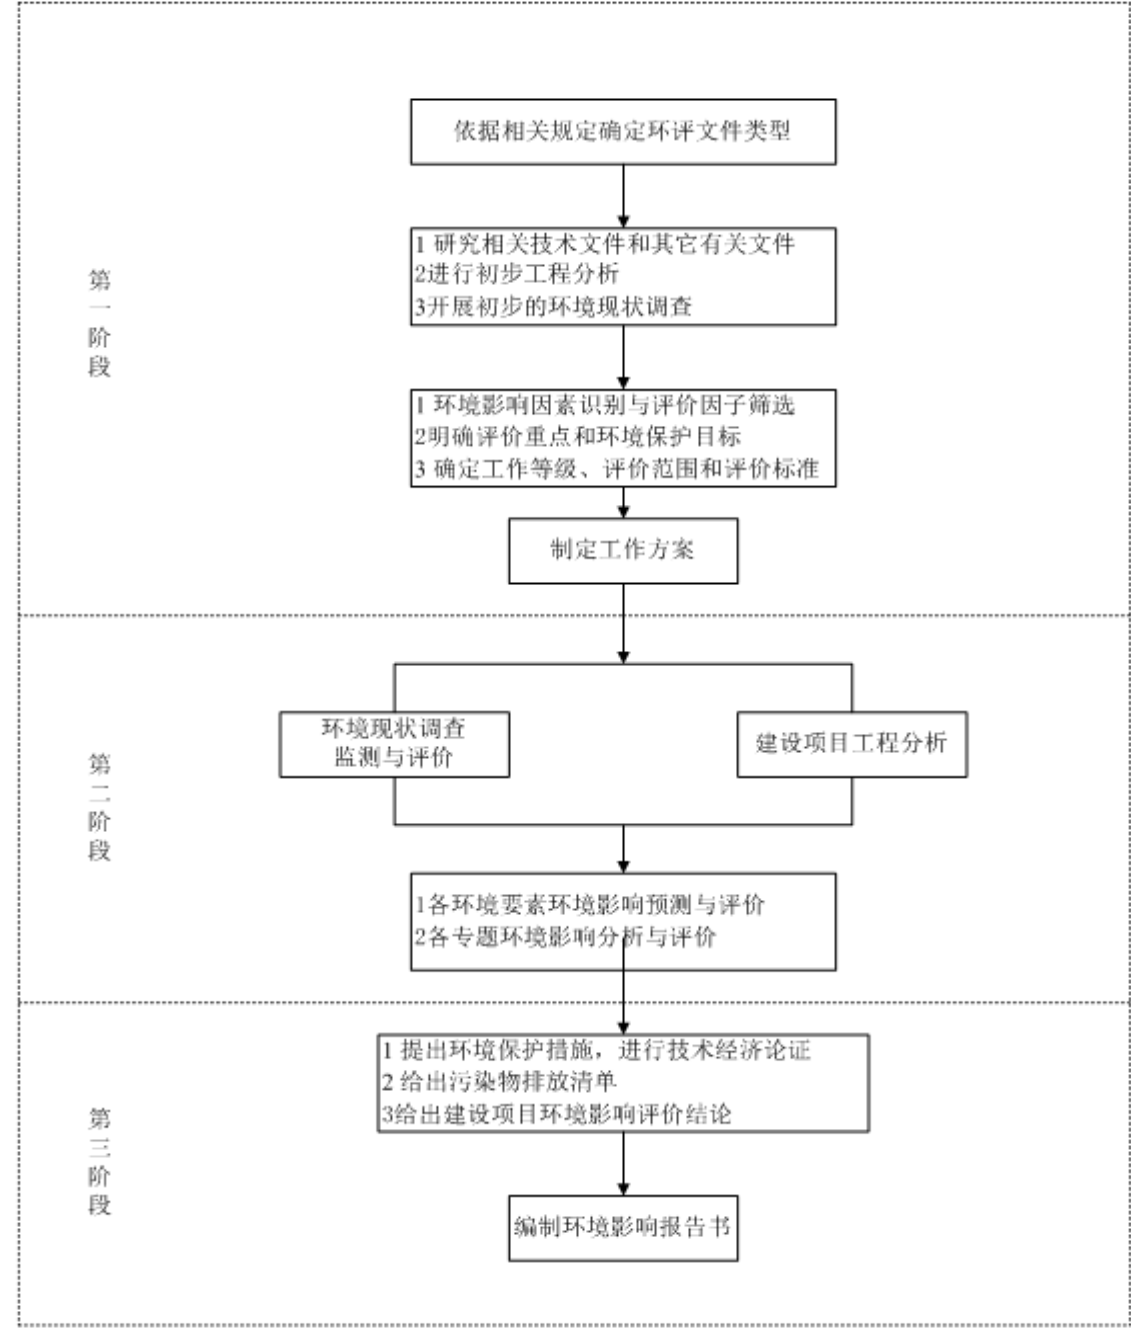 依据相关规定确定环评文件类型
1 研究相关技术文件和其它有关文件
2进行初步工程分析
3开展初步的环境现状调查
第
一
阶
段
1 环境影响因素识别与评价因子筛选
2明确评价重点和环境保护目标
3 确定工作等级、评价范围和评价标准
制定工作方案
环境现状调查
监测与评价
建设项目工程分析
第
二
阶
段
1各环境要素环境影响预测与评价
2各专题环境影响分析与评价
1 提出环境保护措施，进行技术经济论证
2 给出污染物排放清单
3给出建设项目环境影响评价结论
第
三
阶
段
编制环境影响报告书